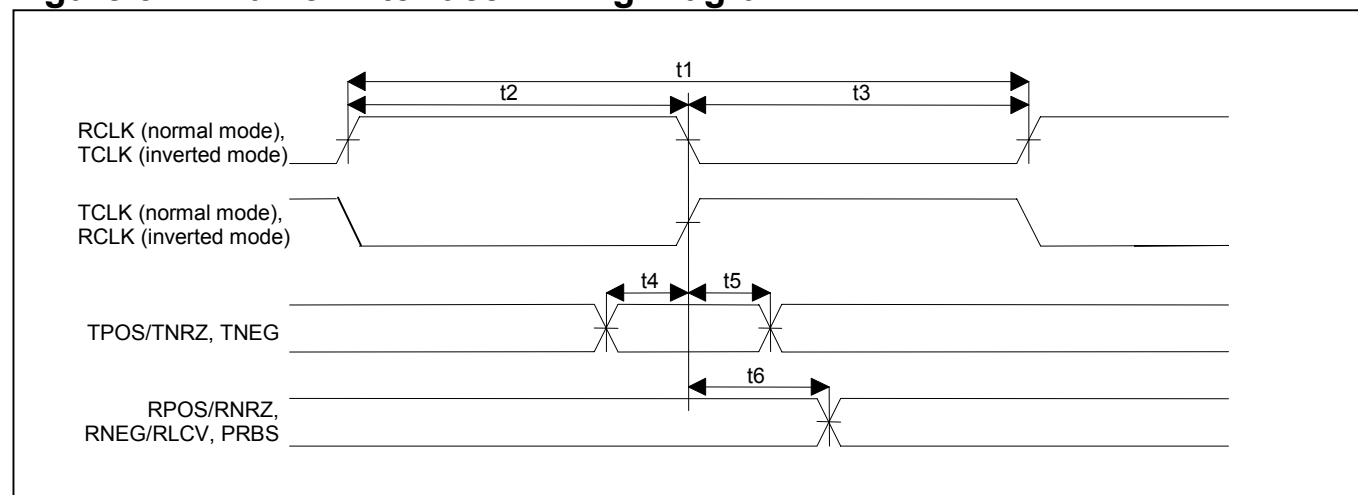 t1
t2
t3
RCLK (normal mode),
TCLK (inverted mode)
TCLK (normal mode),
RCLK (inverted mode)
t4
t5
TPOS/TNRZ, TNEG
t6
RPOS/RNRZ,
RNEG/RLCV, PRBS